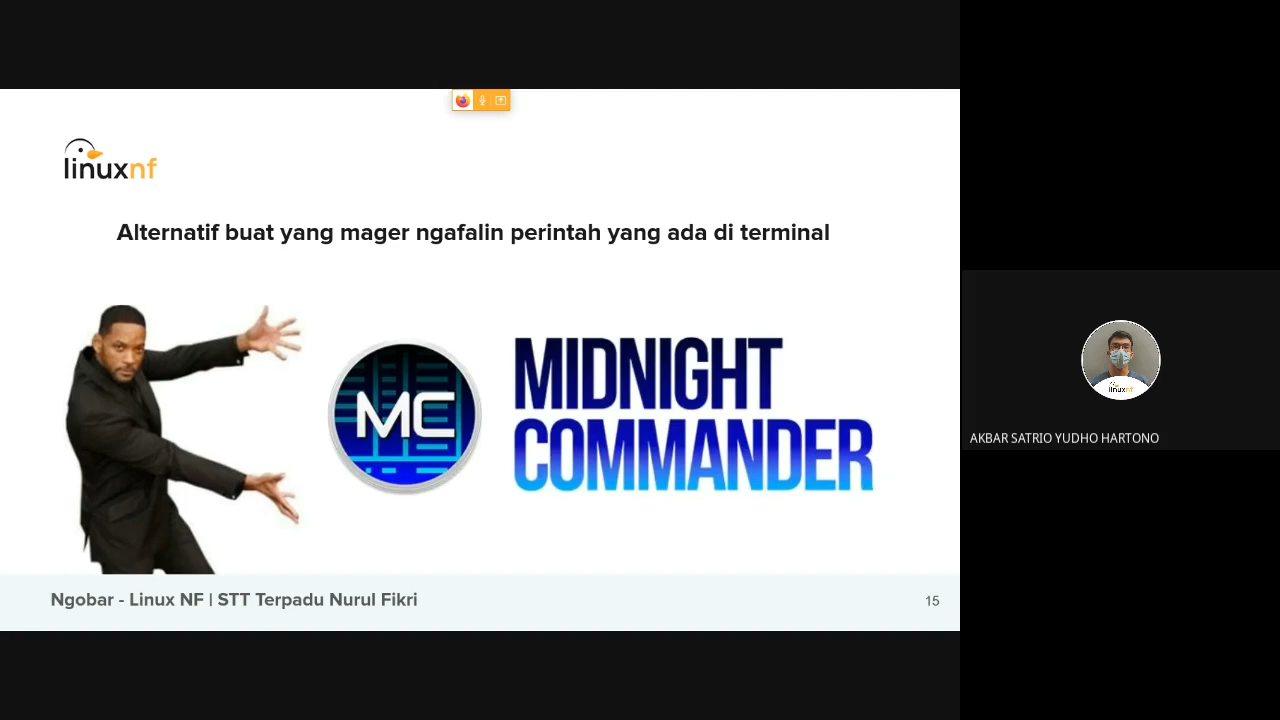 linuxnf
Alternatif buat yang mager ngafalin perintah yang ada di terminal
MC
MIDNIGHT
COMMANDER
Ngobar - Linux NF | STT Terpadu Nurul Fikri
15
linuxnf
AKBAR SATRIO YUDHO HARTONO